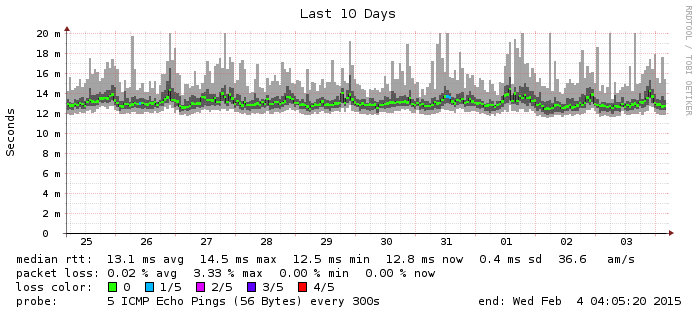 Last 10 Days
RRDTOOL / TOBI OETIKER
Seconds
20 m
18 m
16 m
14 m
12 m
10 m
8 m
6 m
4 m
2 m
0
25 26 27 28 29 30 31 01 02 03
median rtt: 13.1 ms avg 14.5 ms max 12.5 ms min 12.8 ms now 0.4 ms sd 36.6 am/s
packet loss: 0.02 % avg 3.33 % max 0.00 % min 0.00 % now
loss color: 0 1/5 2/5 3/5 4/5
probe: 5 ICMP Echo Pings (56 Bytes) every 300s end: Wed Feb 4 04:05:20 2015